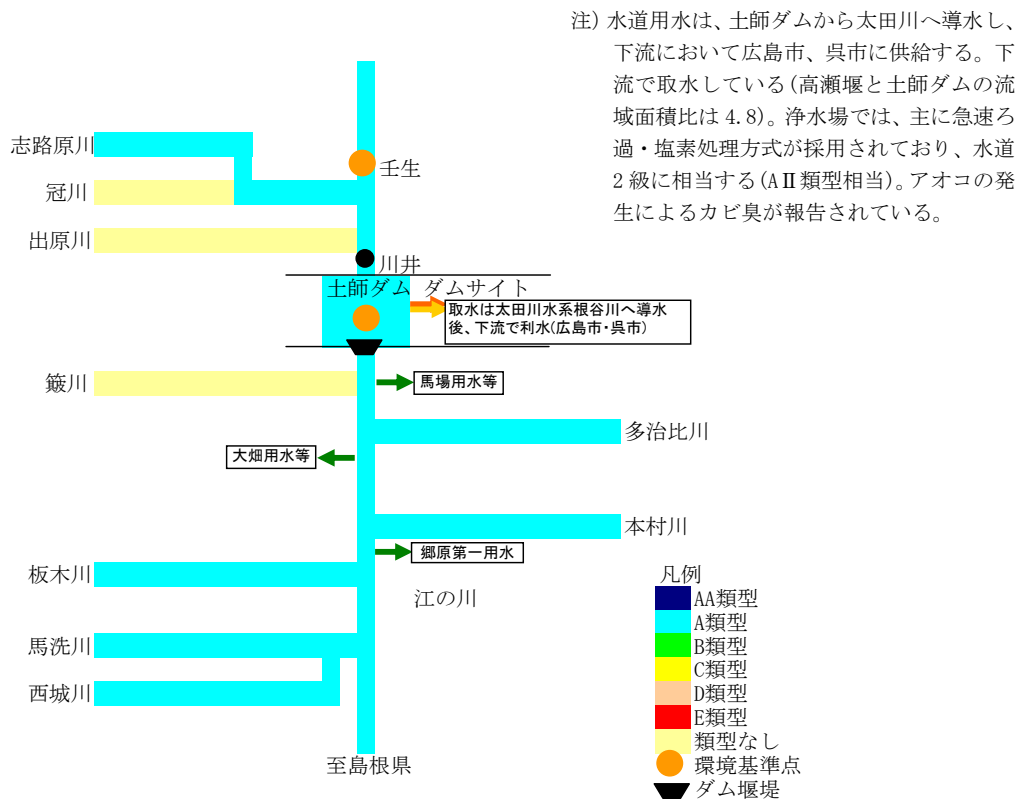 注) 水道用水は、土師ダムから太田川へ導水し、
下流において広島市、呉市に供給する。下
流で取水している(高瀬堰と土師ダムの流
域面積比は 4.8)。浄水場では、主に急速ろ
過・塩素処理方式が採用されており、水道
2 級に相当する(AⅡ類型相当)。アオコの発
生によるカビ臭が報告されている。
志路原川
壬生
冠川
出原川
川井
土師ダム ダムサイト
取水は太田川水系根谷川へ導水
後、下流で利水(広島市・呉市)
簸川
馬場用水等
多治比川
大畑用水等
本村川
郷原第一用水
板木川
江の川
馬洗川
西城川
至島根県
凡例
AA類型
A類型
B類型
C類型
D類型
E類型
類型なし
環境基準点
ダム堰堤